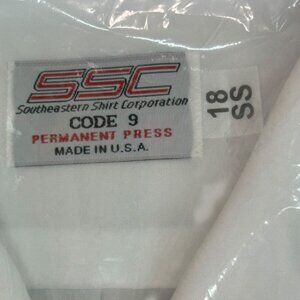 SSC
Southeastern Shirt Corporation
CODE 9
PERMANENT PRESS
MADE IN U.S.A.
18
SS